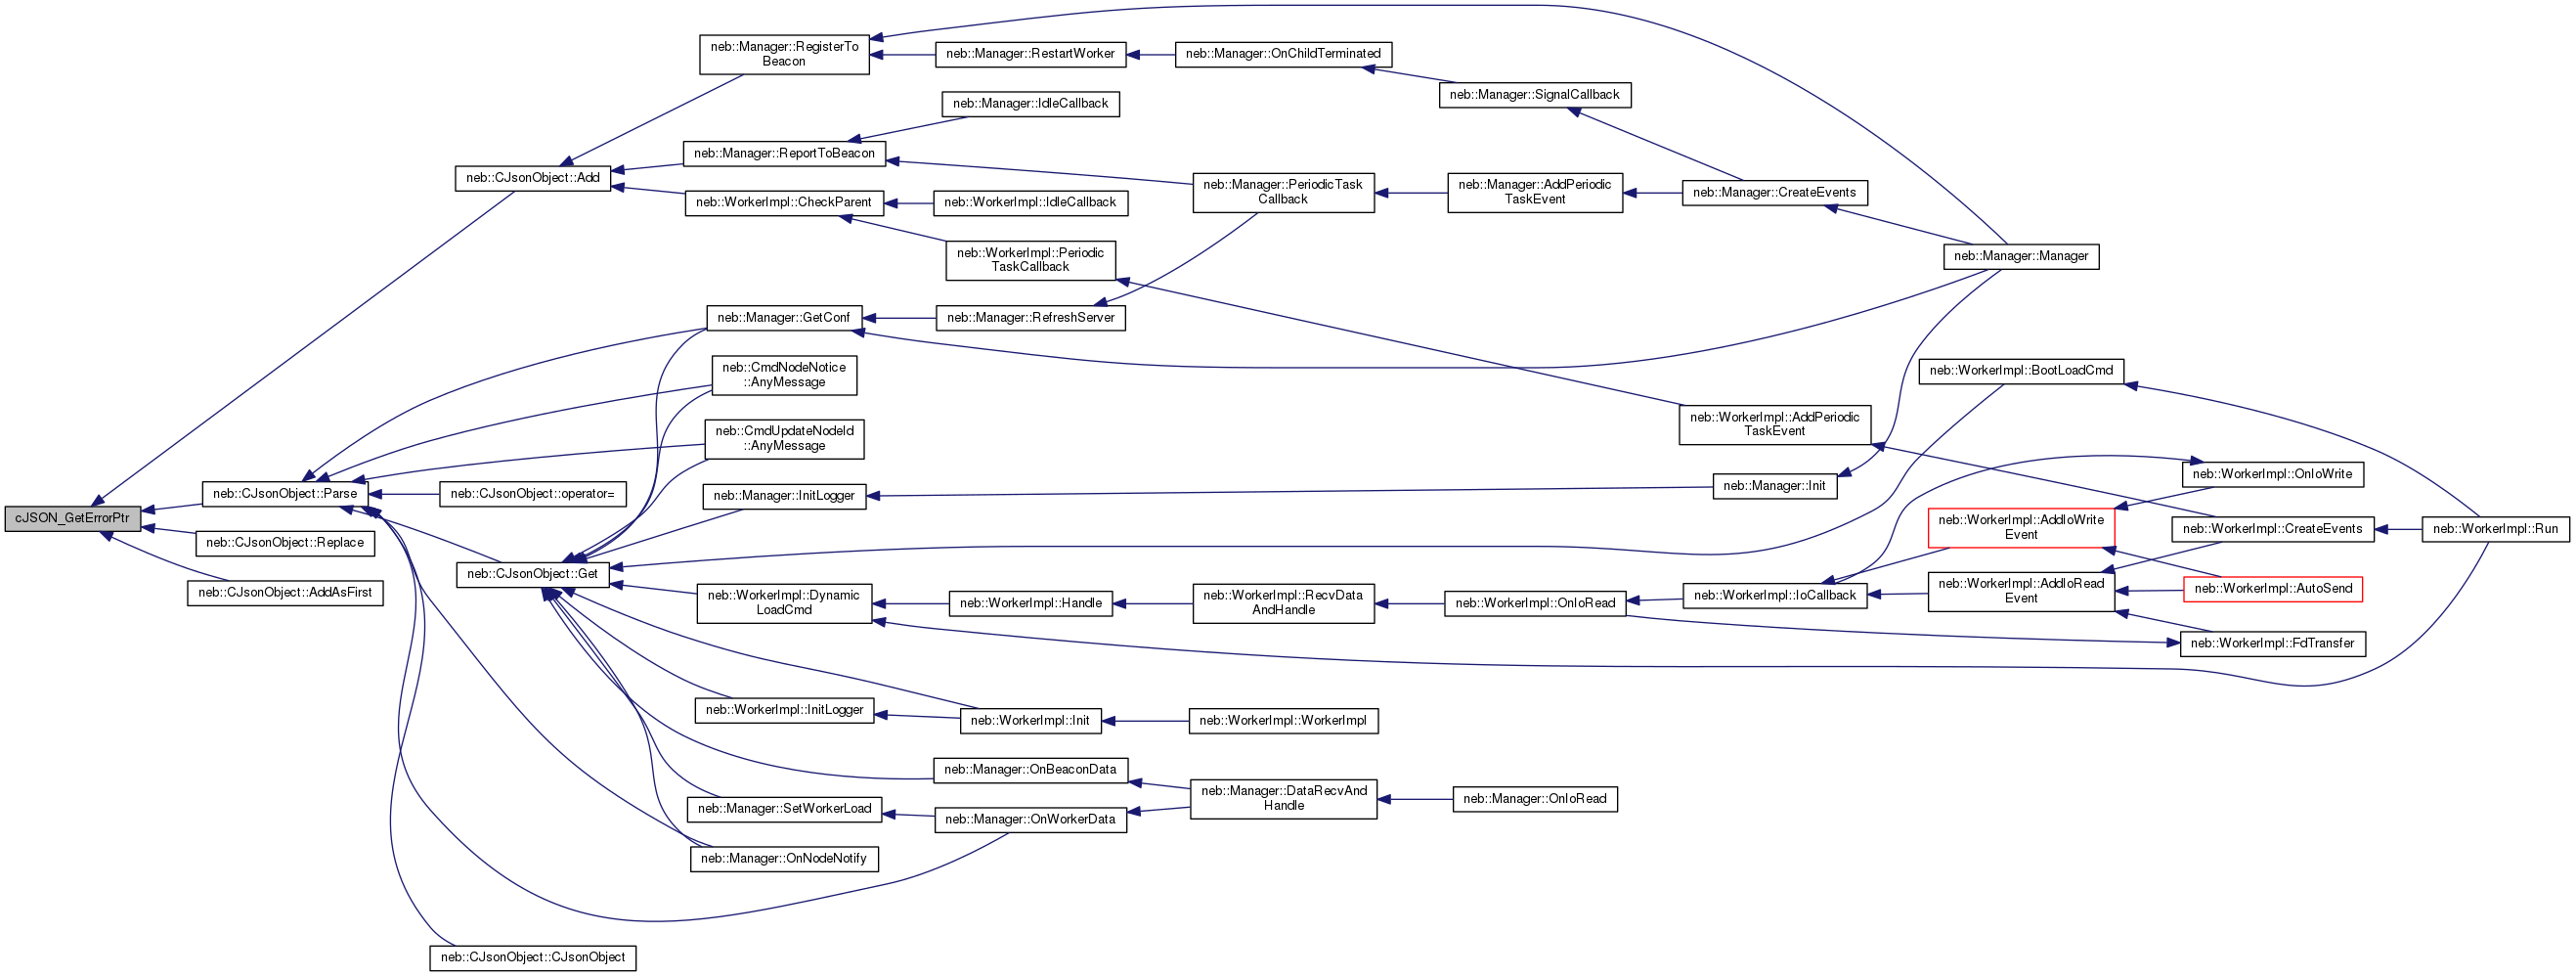 neb::Manager::RegisterTo
Beacon
neb::Manager::RestartWorker
neb::Manager::OnChildTerminated
neb::Manager::SignalCallback
neb::Manager::IdleCallback
neb::Manager::ReportToBeacon
neb::CJsonObject::Add
neb::WorkerImpl::CheckParent
neb::WorkerImpl::IdleCallback
neb::Manager::PeriodicTask
Callback
neb::Manager::AddPeriodic
TaskEvent
neb::Manager::CreateEvents
neb::WorkerImpl::Periodic
TaskCallback
neb::Manager::Manager
neb::Manager::GetConf
neb::Manager::RefreshServer
neb::CmdNodeNotice
::AnyMessage
neb::WorkerImpl::BootLoadCmd
neb::CmdUpdateNodeId
::AnyMessage
neb::WorkerImpl::AddPeriodic
TaskEvent
neb::WorkerImpl::OnIoWrite
neb::Manager::Init
neb::CJsonObject::Parse
neb::CJsonObject::operator=
neb::Manager::InitLogger
cJSON_GetErrorPtr
neb::WorkerImpl::AddIoWrite
Event
neb::WorkerImpl::CreateEvents
neb::WorkerImpl::Run
neb::CJsonObject::Replace
neb::CJsonObject::Get
neb::CJsonObject::AddAsFirst
neb::WorkerImpl::Dynamic
LoadCmd
neb::WorkerImpl::Handle
neb::WorkerImpl::RecvData
AndHandle
neb::WorkerImpl::OnIoRead
neb::WorkerImpl::IoCallback
neb::WorkerImpl::AddIoRead
Event
neb::WorkerImpl::AutoSend
neb::WorkerImpl::FdTransfer
neb::WorkerImpl::InitLogger
neb::WorkerImpl::Init
neb::WorkerImpl::WorkerImpl
neb::Manager::OnBeaconData
neb::Manager::SetWorkerLoad
neb::Manager::OnWorkerData
neb::Manager::DataRecvAnd
Handle
neb::Manager::OnIoRead
neb::Manager::OnNodeNotify
neb::CJsonObject::CJsonObject